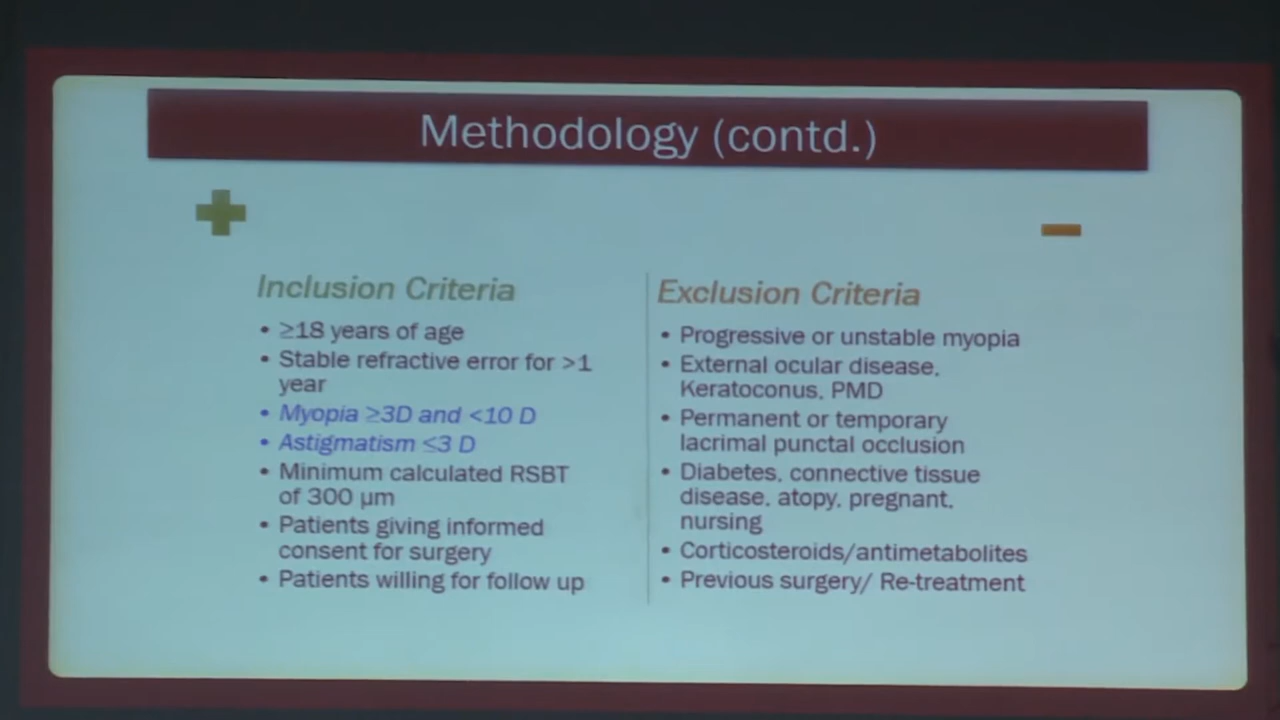 Methodology (contd.)
Inclusion Criteria
• ≥18 years of age
• Stable refractive error for >1
year
• Myopia ≥3D and <10 D
• Astigmatism ≤3 D
• Minimum calculated RSBT
of 300 µm
• Patients giving informed
consent for surgery
• Patients willing for follow up
Exclusion Criteria
• Progressive or unstable myopia
• External ocular disease,
Keratoconus, PMD
• Permanent or temporary
lacrimal punctal occlusion
• Diabetes, connective tissue
disease, atopy, pregnant,
nursing
• Corticosteroids/antimetabolites
• Previous surgery/ Re-treatment